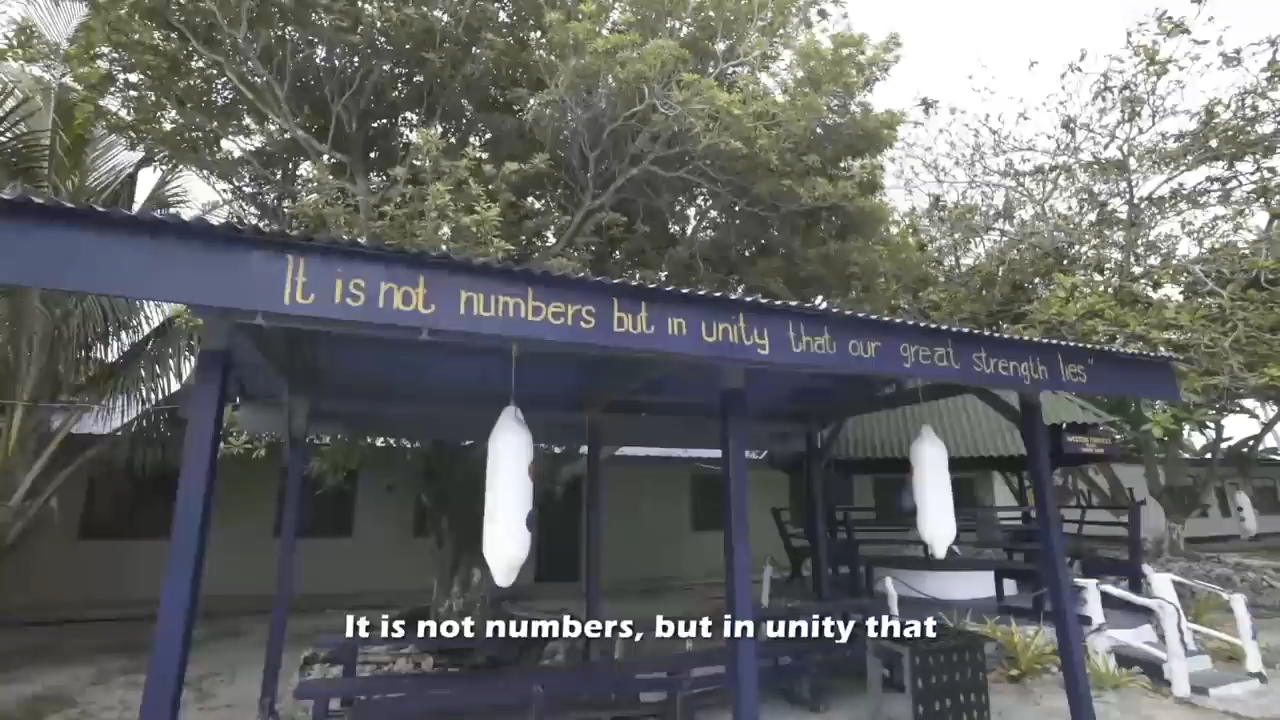 It is not numbers but in unity that our great strength lies"
It is not numbers, but in unity that